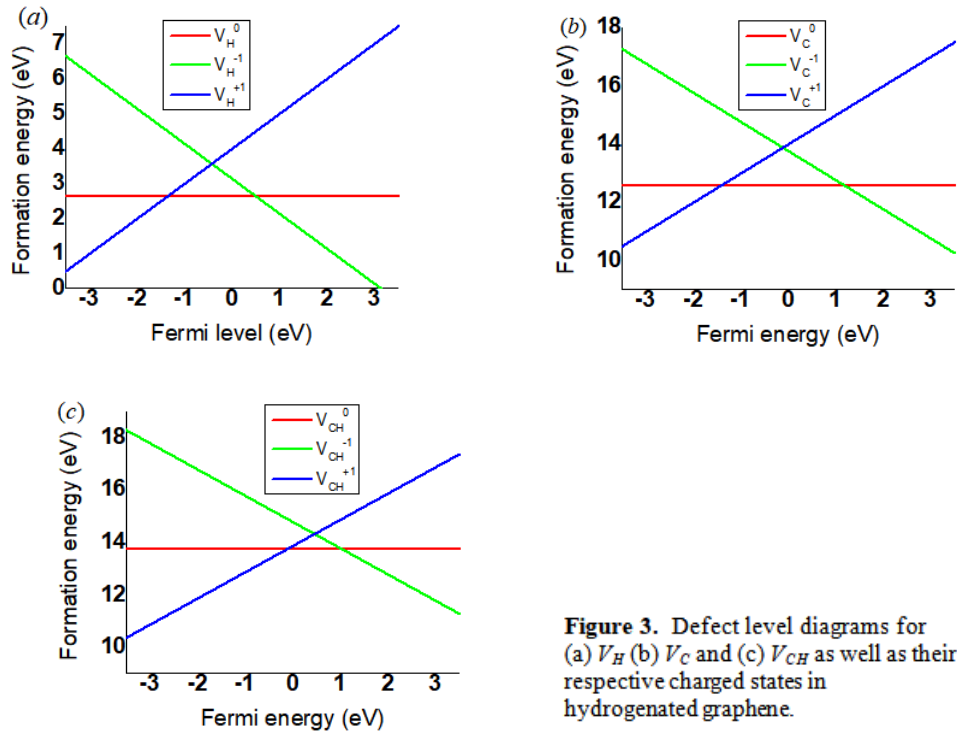 (a)
V_H^0
V_H^-1
V_H^+1
Formation energy (eV)
7
6
5
4
3
2
1
0
-3 -2 -1 0 1 2 3
Fermi level (eV)
(b)
V_C^0
V_C^-1
V_C^+1
Formation energy (eV)
18
16
14
12
10
-3 -2 -1 0 1 2 3
Fermi energy (eV)
(c)
V_CH^0
V_CH^-1
V_CH^+1
Formation energy (eV)
18
16
14
12
10
-3 -2 -1 0 1 2 3
Fermi energy (eV)
Figure 3. Defect level diagrams for
(a) V_H (b) V_C and (c) V_CH as well as their
respective charged states in
hydrogenated graphene.